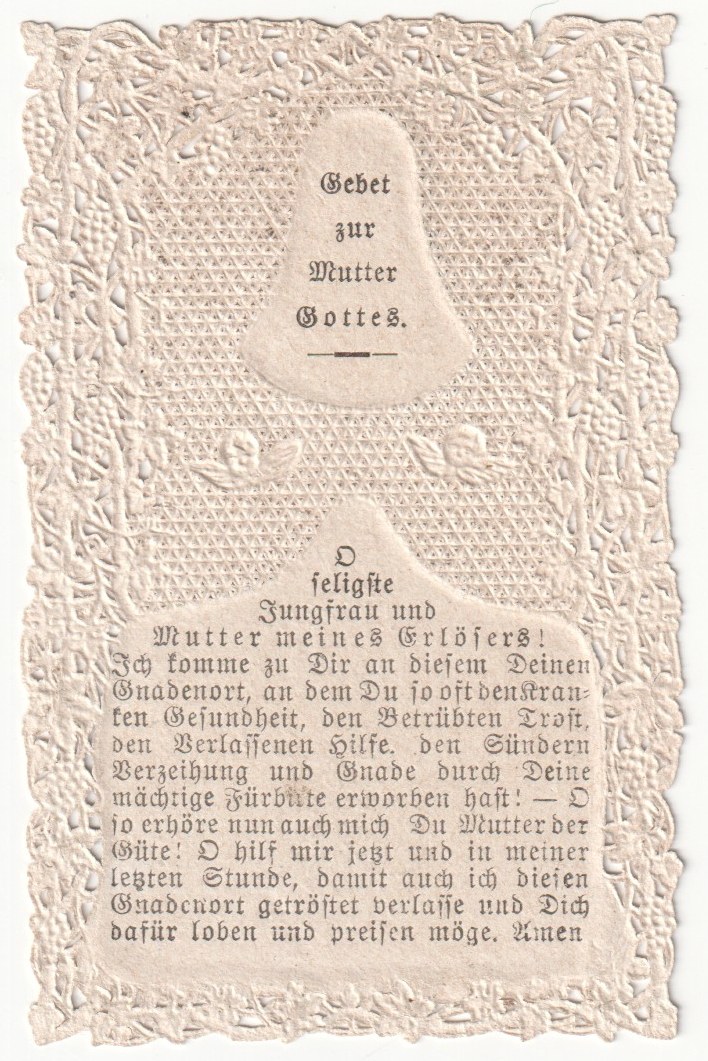 Gebet
zur
Mutter
Gottes.
O
seligste
Jungfrau und
Mutter meines Erlösers!
Ich komme zu Dir an diesem Deinen
Gnadenort, an dem Du so oft den Kran-
ken Gesundheit, den Betrübten Trost,
den Verlassenen Hilfe. den Sündern
Verzeihung und Gnade durch Deine
mächtige Fürbitte erworben hast! — O
so erhöre nun auch mich Du Mutter der
Güte! O hilf mir jetzt und in meiner
letzten Stunde, damit auch ich diesen
Gnadenort getröstet verlasse und Dich
dafür loben und preisen möge. Amen